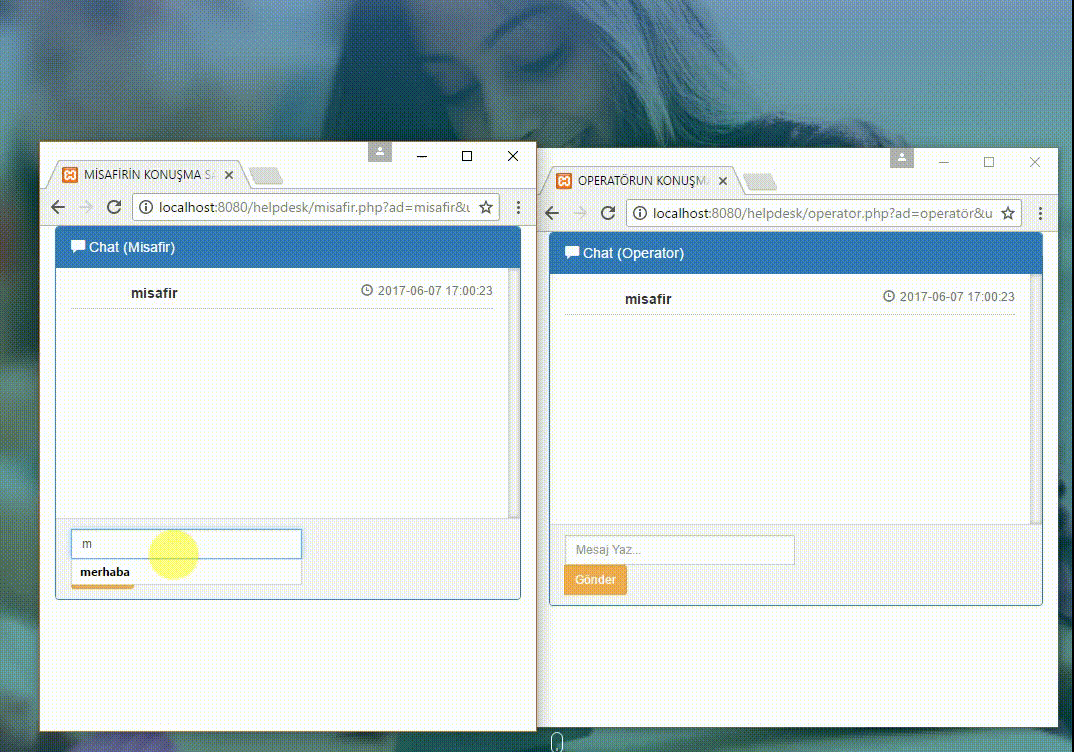 MİSAFİRİN KONUŞMA SA
localhost:8080/helpdesk/misafir.php?ad=misafir&u
Chat (Misafir)
misafir
2017-06-07 17:00:23
m
merhaba
OPERATÖRUN KONUŞM
localhost:8080/helpdesk/operator.php?ad=operatör&u
Chat (Operator)
misafir
2017-06-07 17:00:23
Mesaj Yaz...
Gönder